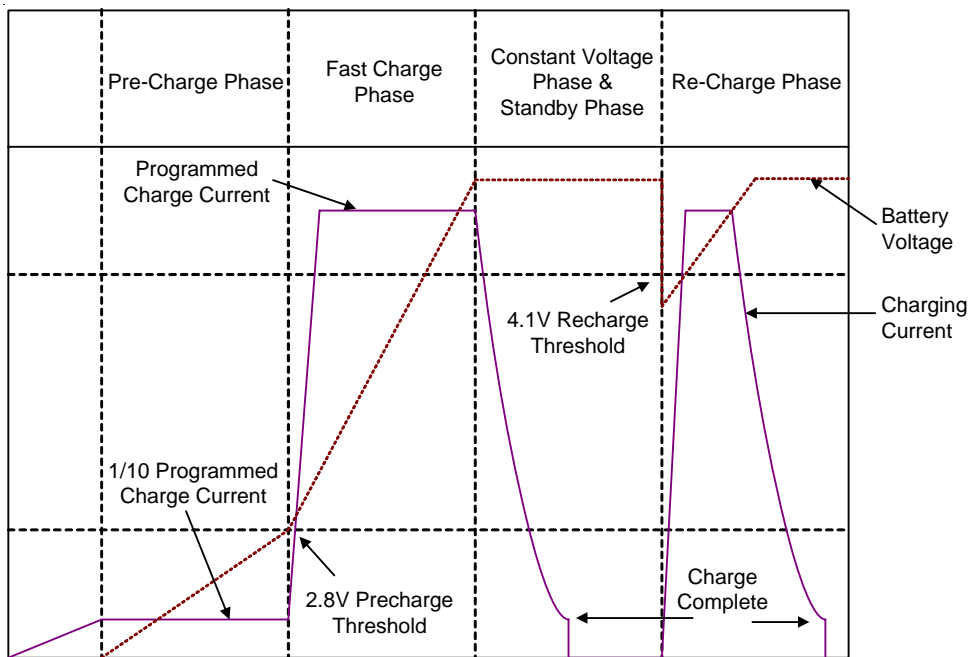 Pre-Charge Phase
Fast Charge
Phase
Constant Voltage
Phase &
Standby Phase
Re-Charge Phase
Programmed
Charge Current
Battery
Voltage
4.1V Recharge
Threshold
Charging
Current
1/10 Programmed
Charge Current
2.8V Precharge
Threshold
Charge
Complete